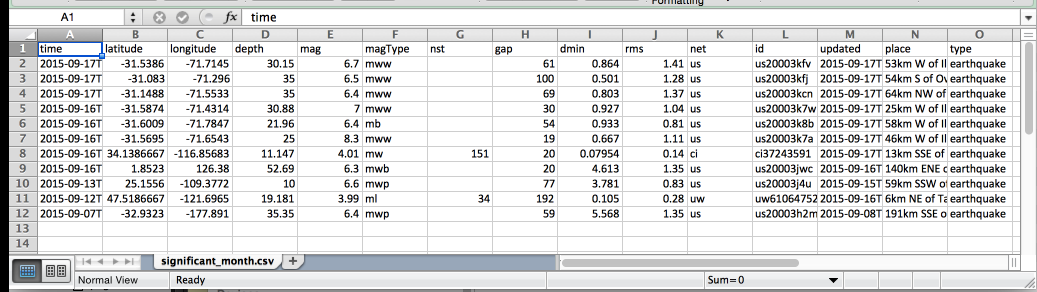 Formatting
A1 fx time
A B C D E F G H I J K L M N O
1 time latitude longitude depth mag magType nst gap dmin rms net id updated place type
2 2015-09-17T -31.5386 -71.7145 30.15 6.7 mww 61 0.864 1.41 us us20003kfv 2015-09-17T 53km W of Il earthquake
3 2015-09-17T -31.083 -71.296 35 6.5 mww 100 0.501 1.28 us us20003kfj 2015-09-17T 54km S of Ov earthquake
4 2015-09-17T -31.1488 -71.5533 35 6.4 mww 69 0.803 1.37 us us20003kcn 2015-09-17T 64km NW of earthquake
5 2015-09-16T -31.5874 -71.4314 30.88 7 mww 30 0.927 1.04 us us20003k7w 2015-09-17T 25km W of Il earthquake
6 2015-09-16T -31.6009 -71.7847 21.96 6.4 mb 54 0.933 0.81 us us20003k8b 2015-09-17T 58km W of Il earthquake
7 2015-09-16T -31.5695 -71.6543 25 8.3 mww 19 0.667 1.11 us us20003k7a 2015-09-17T 46km W of Il earthquake
8 2015-09-16T 34.1386667 -116.85683 11.147 4.01 mw 151 20 0.07954 0.14 ci ci37243591 2015-09-17T 13km SSE of earthquake
9 2015-09-16T 1.8523 126.38 52.69 6.3 mwb 20 4.613 1.35 us us20003jwc 2015-09-16T 140km ENE earthquake
10 2015-09-13T 25.1556 -109.3772 10 6.6 mwp 77 3.781 0.83 us us20003j4u 2015-09-15T 59km SSW o earthquake
11 2015-09-12T 47.5186667 -121.6965 19.181 3.99 ml 34 192 0.105 0.28 uw uw61064752 2015-09-16T 6km NE of Ta earthquake
12 2015-09-07T -32.9323 -177.891 35.35 6.4 mwp 59 5.568 1.35 us us20003h2m 2015-09-08T 191km SSE o earthquake
13
14
significant_month.csv +
Normal View Ready Sum=0